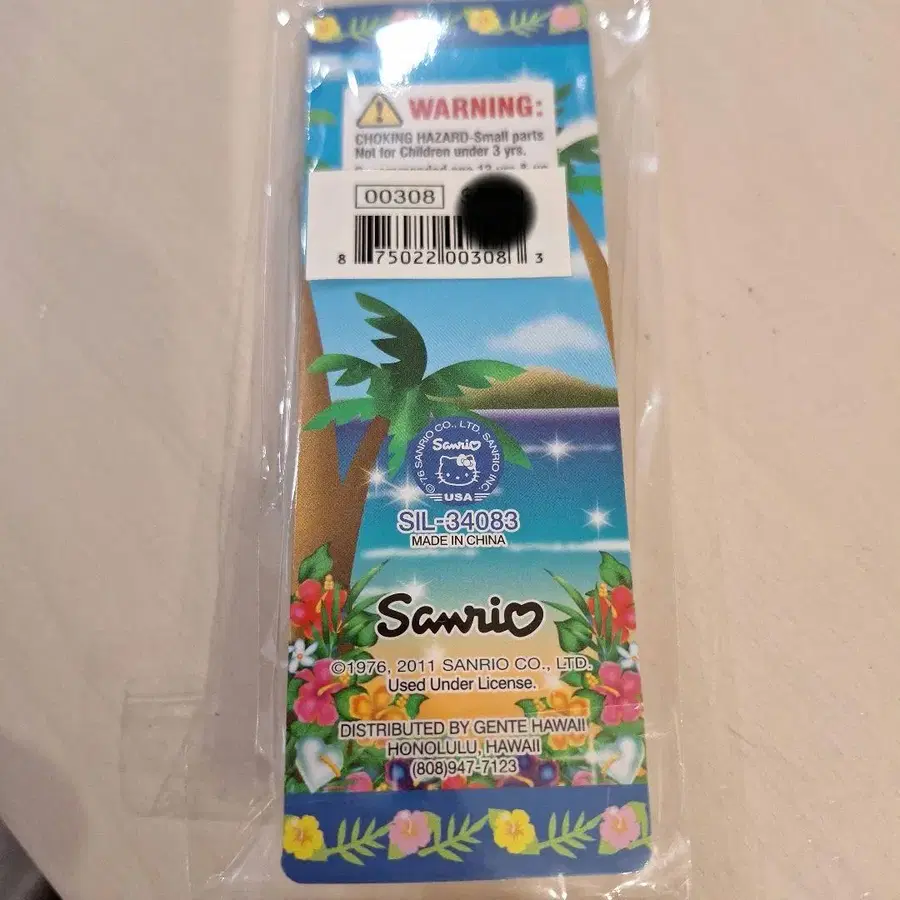 WARNING:
CHOKING HAZARD-Small parts
Not for Children under 3 yrs.
00308
8 75022 00308 3
©'76 SANRIO CO., LTD. SANRIO INC.
Sanrio
USA
SIL-34083
MADE IN CHINA
Sanrio
©1976, 2011 SANRIO CO., LTD.
Used Under License.
DISTRIBUTED BY GENTE HAWAII
HONOLULU, HAWAII
(808)947-7123